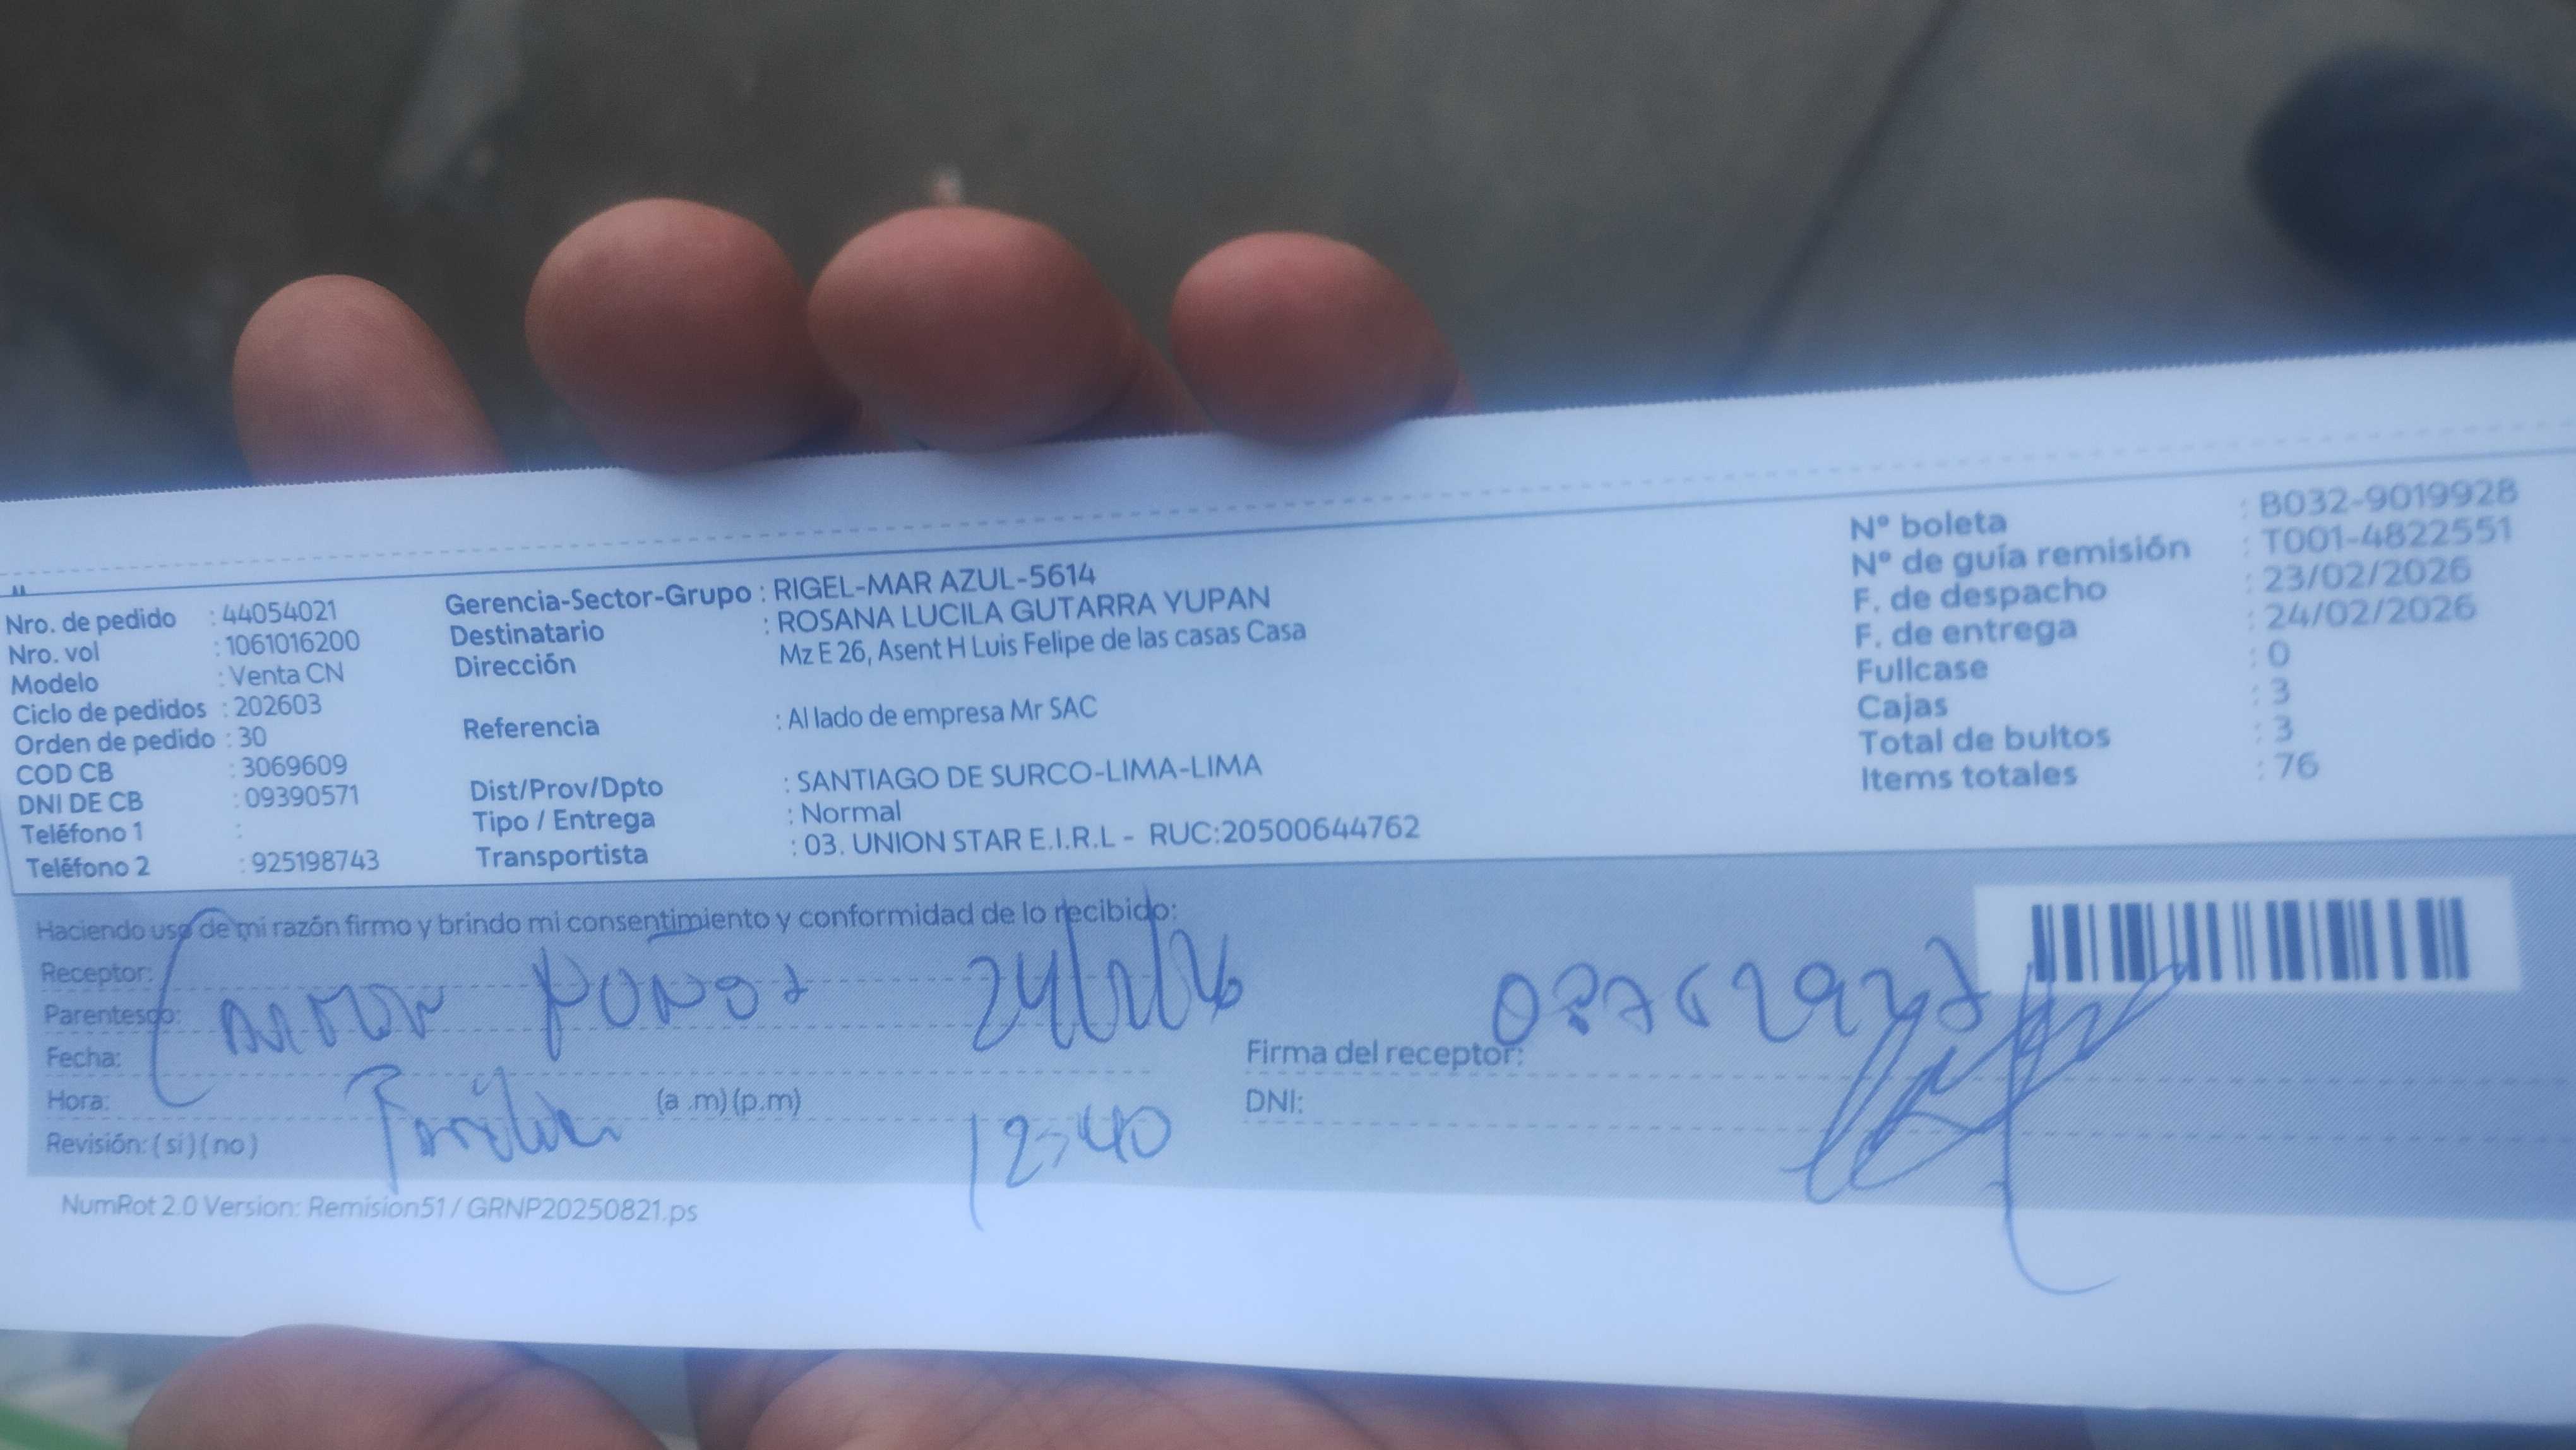 Nro. de pedido : 44054021
Nro. vol : 1061016200
Modelo : Venta CN
Ciclo de pedidos : 202603
Orden de pedido : 30
COD CB : 3069609
DNI DE CB : 09390571
Teléfono 1 :
Teléfono 2 : 925198743
Gerencia-Sector-Grupo : RIGEL-MAR AZUL-5614
Destinatario : ROSANA LUCILA GUTARRA YUPAN
Dirección Mz E 26, Asent H Luis Felipe de las casas Casa
Referencia : Al lado de empresa Mr SAC
Dist/Prov/Dpto : SANTIAGO DE SURCO-LIMA-LIMA
Tipo / Entrega : Normal
Transportista : 03. UNION STAR E.I.R.L - RUC:20500644762
Nº boleta : B032-9019928
Nº de guía remisión : T001-4822551
F. de despacho : 23/02/2026
F. de entrega : 24/02/2026
Fullcase : 0
Cajas : 3
Total de bultos : 3
Items totales : 76
Haciendo uso de mi razón firmo y brindo mi consentimiento y conformidad de lo recibido:
Receptor:
Parentesco:
24/2/26
Fecha:
Firma del receptor:
Hora: (a .m)(p.m)
DNI:
12:40
Revisión: (si)(no)
NumRot 2.0 Version: Remision51 / GRNP20250821.ps